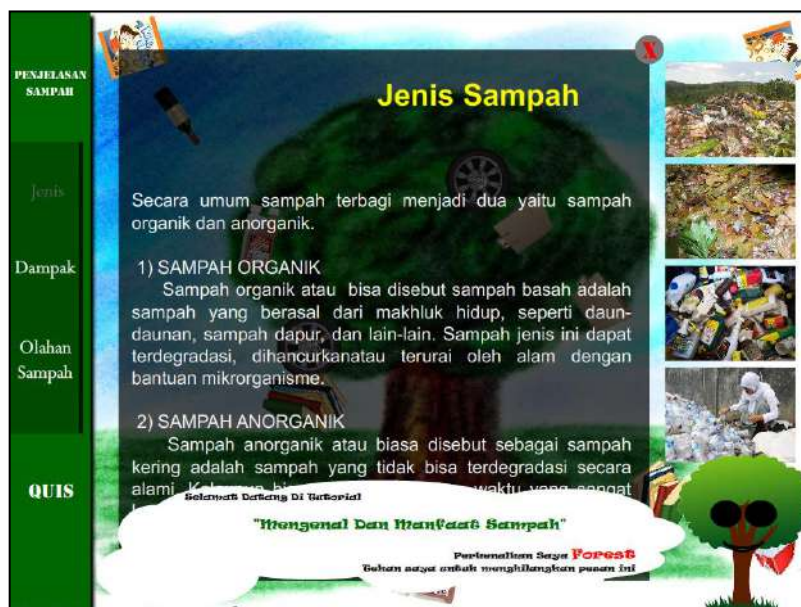 PENJELASAN
SAMPAH
Jenis
Dampak
Olahan
Sampah
QUIS
X
Jenis Sampah
Secara umum sampah terbagi menjadi dua yaitu sampah
organik dan anorganik.
1) SAMPAH ORGANIK
Sampah organik atau bisa disebut sampah basah adalah
sampah yang berasal dari makhluk hidup, seperti daun-
daunan, sampah dapur, dan lain-lain. Sampah jenis ini dapat
terdegradasi, dihancurkanatau terurai oleh alam dengan
bantuan mikrorganisme.
2) SAMPAH ANORGANIK
Sampah anorganik atau biasa disebut sebagai sampah
kering adalah sampah yang tidak bisa terdegradasi secara
alami. waktu yang sangat
Selamat Datang Di Tutorial
"Mengenal Dan Manfaat Sampah"
Perkenalkan Saya Forest
Tekan saya untuk menghilangkan pesan ini